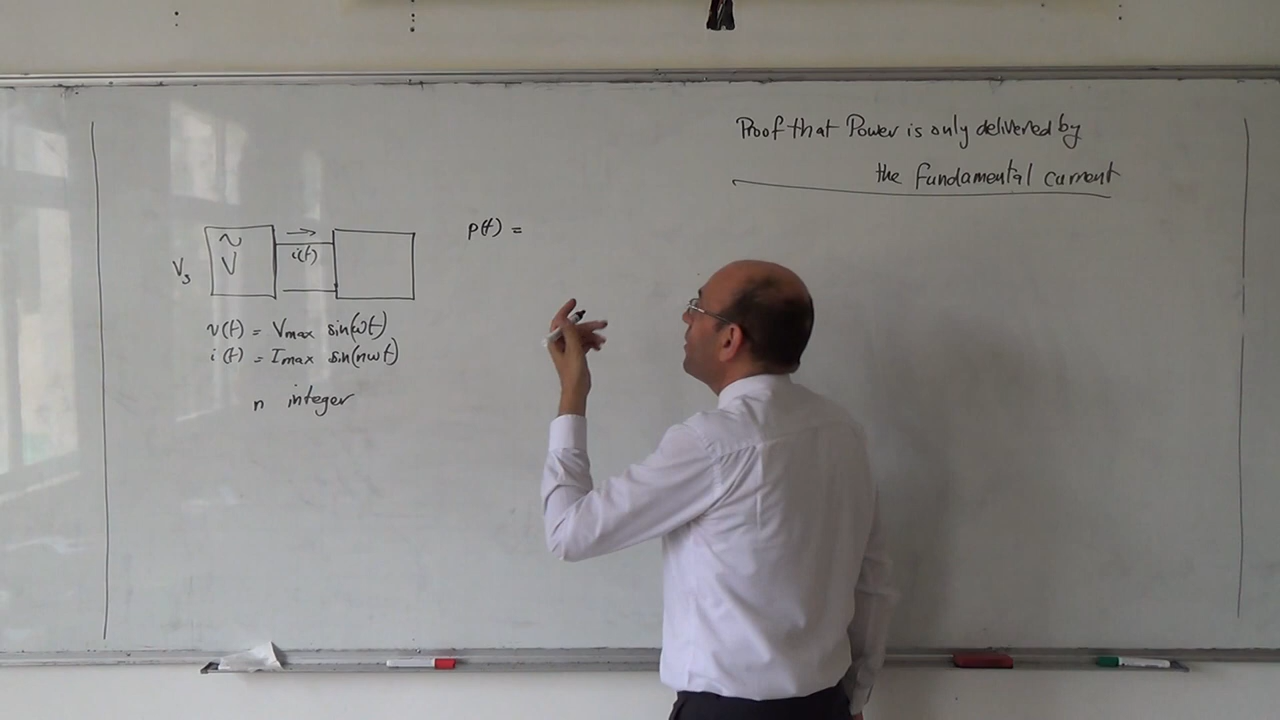 Proof that Power is only delivered by
the fundamental current
p(t) =
i(t)
~
V
Vs
v(t) = Vmax sin(ωt)
i(t) = Imax sin(nωt)
n integer